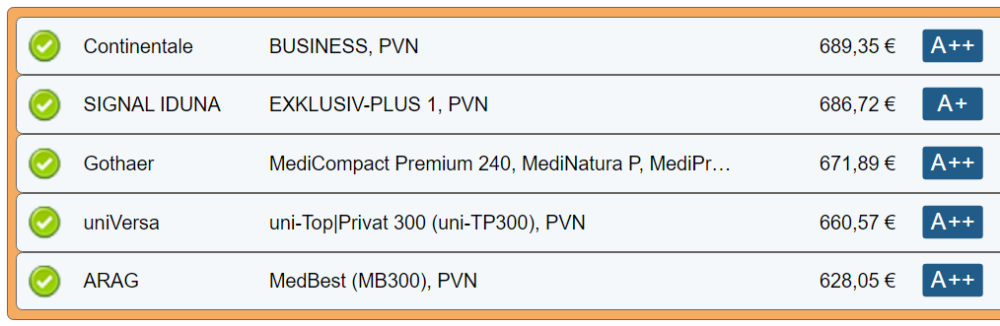 Continentale BUSINESS, PVN 689,35 € A++
SIGNAL IDUNA EXKLUSIV-PLUS 1, PVN 686,72 € A+
Gothaer MediCompact Premium 240, MediNatura P, MediPr… 671,89 € A++
uniVersa uni-Top|Privat 300 (uni-TP300), PVN 660,57 € A++
ARAG MedBest (MB300), PVN 628,05 € A++